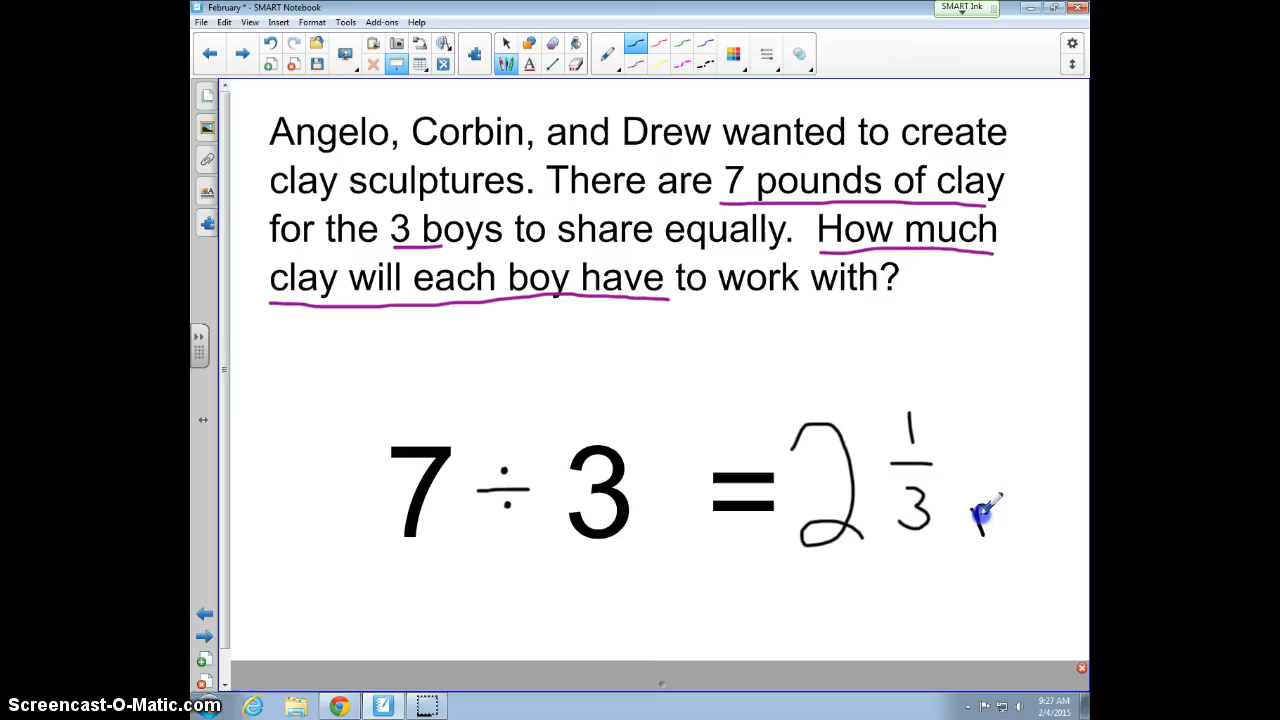 February * - SMART Notebook
SMART Ink
File Edit View Insert Format Tools Add-ons Help
Angelo, Corbin, and Drew wanted to create
clay sculptures. There are 7 pounds of clay
for the 3 boys to share equally. How much
clay will each boy have to work with?
7 ÷ 3 = 2 1/3
Screencast-O-Matic.com
9:27 AM
2/4/2015